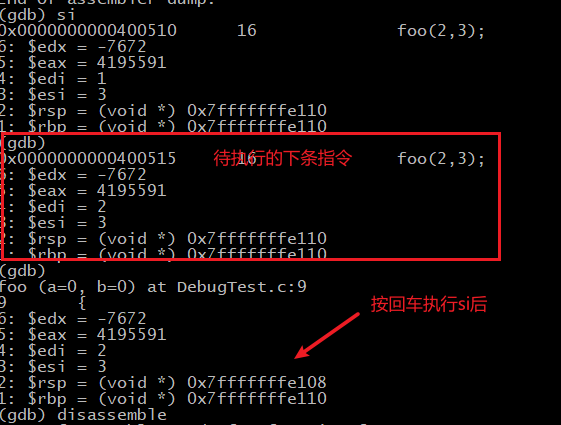 End of assembler dump.
(gdb) si
0x0000000000400510      16              foo(2,3);
6: $edx = -7672
5: $eax = 4195591
4: $edi = 1
3: $esi = 3
2: $rsp = (void *) 0x7fffffffe110
1: $rbp = (void *) 0x7fffffffe110
(gdb)
0x0000000000400515      16              foo(2,3);
待执行的下条指令
6: $edx = -7672
5: $eax = 4195591
4: $edi = 2
3: $esi = 3
2: $rsp = (void *) 0x7fffffffe110
1: $rbp = (void *) 0x7fffffffe110
(gdb)
foo (a=0, b=0) at DebugTest.c:9
9       {
按回车执行si后
6: $edx = -7672
5: $eax = 4195591
4: $edi = 2
3: $esi = 3
2: $rsp = (void *) 0x7fffffffe108
1: $rbp = (void *) 0x7fffffffe110
(gdb) disassemble